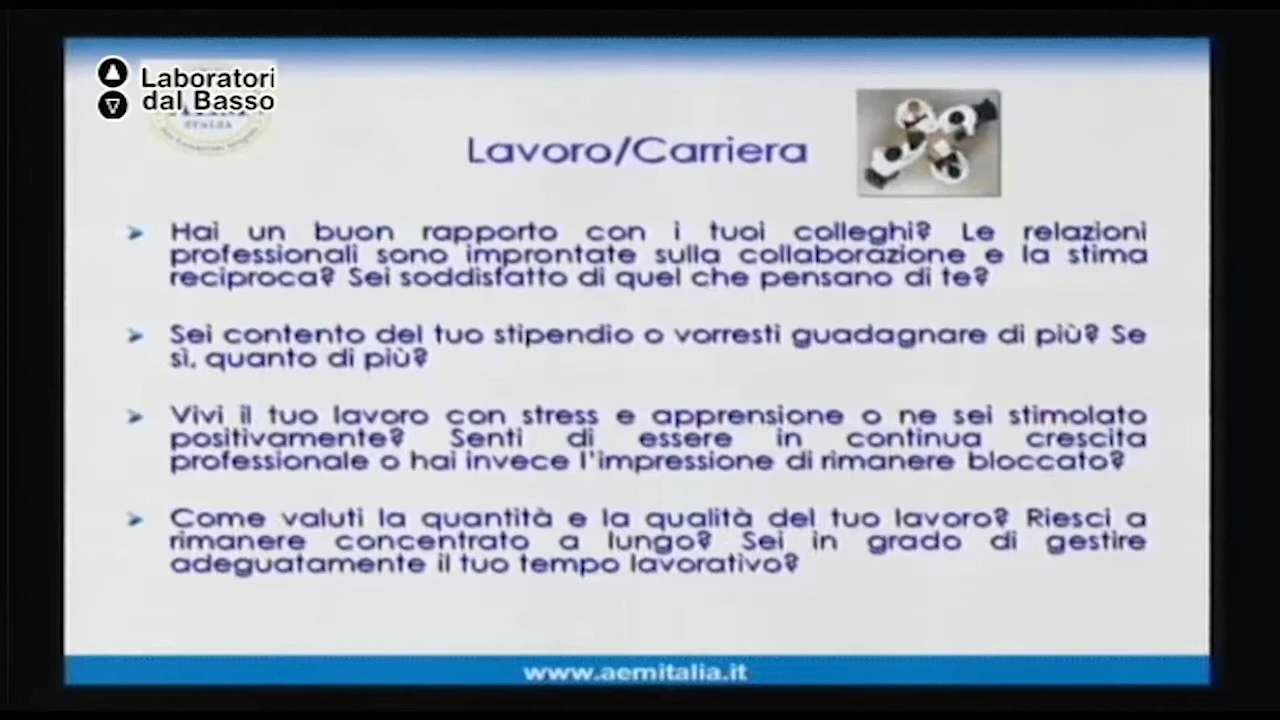 Laboratori
dal Basso
ITALIA
Lavoro/Carriera
➢ Hai un buon rapporto con i tuoi colleghi? Le relazioni
professionali sono improntate sulla collaborazione e la stima
reciproca? Sei soddisfatto di quel che pensano di te?
➢ Sei contento del tuo stipendio o vorresti guadagnare di più? Se
sì, quanto di più?
➢ Vivi il tuo lavoro con stress e apprensione o ne sei stimolato
positivamente? Senti di essere in continua crescita
professionale o hai invece l'impressione di rimanere bloccato?
➢ Come valuti la quantità e la qualità del tuo lavoro? Riesci a
rimanere concentrato a lungo? Sei in grado di gestire
adeguatamente il tuo tempo lavorativo?
www.aemitalia.it